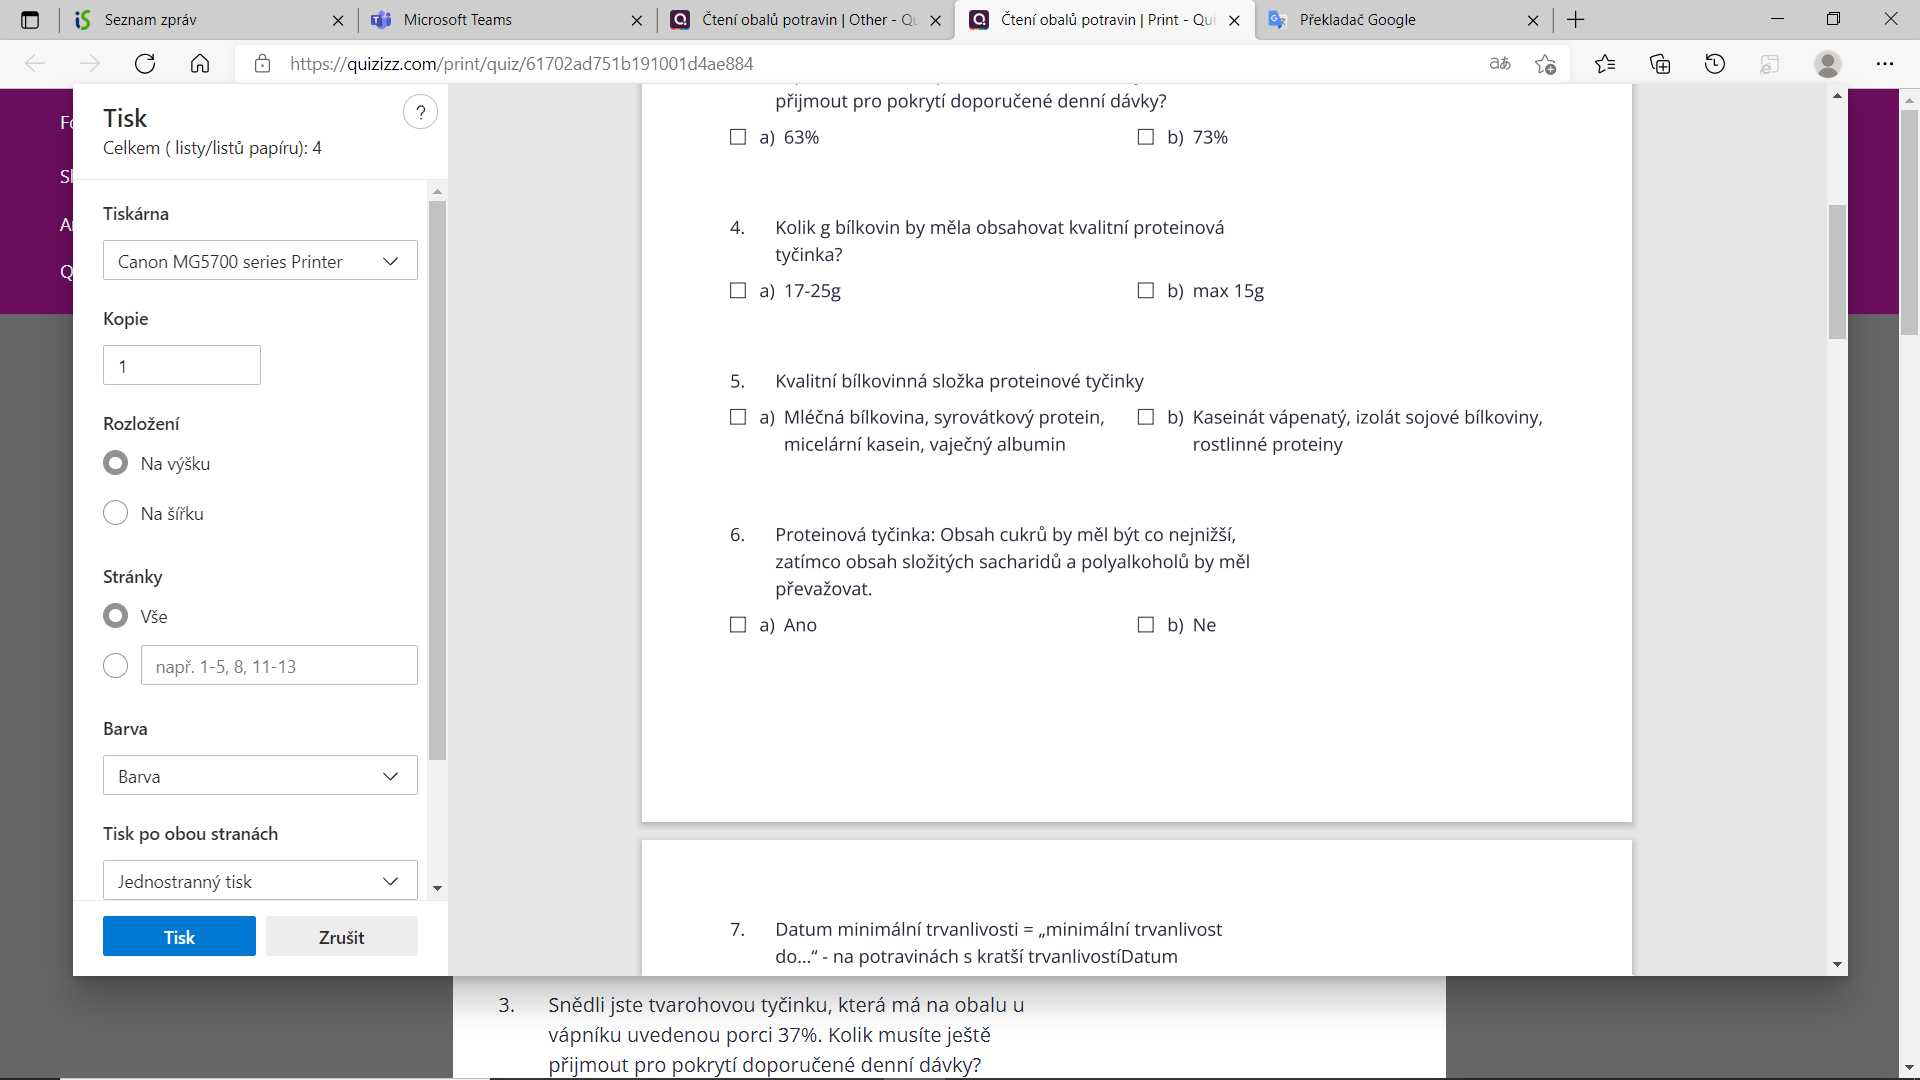 Seznam zpráv
Microsoft Teams
Čtení obalů potravin | Other - Qu
Čtení obalů potravin | Print - Qui
Překladač Google
https://quizizz.com/print/quiz/61702ad751b191001d4ae884
Tisk
?
Celkem ( listy/listů papíru): 4
Tiskárna
Canon MG5700 series Printer
Kopie
1
Rozložení
Na výšku
Na šířku
Stránky
Vše
např. 1-5, 8, 11-13
Barva
Barva
Tisk po obou stranách
Jednostranný tisk
Tisk
Zrušit
přijmout pro pokrytí doporučené denní dávky?
a) 63%
b) 73%
4. Kolik g bílkovin by měla obsahovat kvalitní proteinová
tyčinka?
a) 17-25g
b) max 15g
5. Kvalitní bílkovinná složka proteinové tyčinky
a) Mléčná bílkovina, syrovátkový protein,
micelární kasein, vaječný albumin
b) Kaseinát vápenatý, izolát sojové bílkoviny,
rostlinné proteiny
6. Proteinová tyčinka: Obsah cukrů by měl být co nejnižší,
zatímco obsah složitých sacharidů a polyalkoholů by měl
převažovat.
a) Ano
b) Ne
7. Datum minimální trvanlivosti = „minimální trvanlivost
do...“ - na potravinách s kratší trvanlivostíDatum
3. Snědli jste tvarohovou tyčinku, která má na obalu u
vápníku uvedenou porci 37%. Kolik musíte ještě
přijmout pro pokrytí doporučené denní dávky?